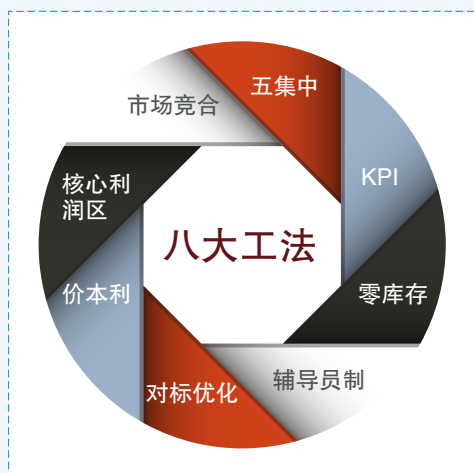 五集中
市场竞合
KPI
核心利
润区
八大工法
价本利
零库存
辅导员制
对标优化